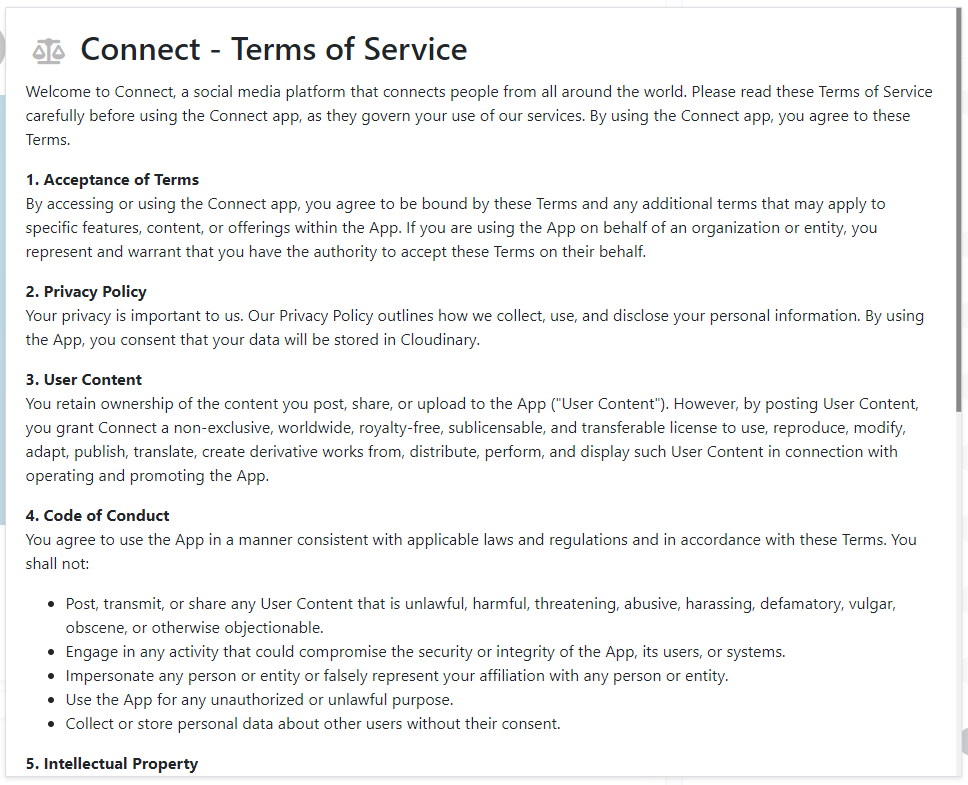 Connect - Terms of Service
Welcome to Connect, a social media platform that connects people from all around the world. Please read these Terms of Service
carefully before using the Connect app, as they govern your use of our services. By using the Connect app, you agree to these
Terms.
1. Acceptance of Terms
By accessing or using the Connect app, you agree to be bound by these Terms and any additional terms that may apply to
specific features, content, or offerings within the App. If you are using the App on behalf of an organization or entity, you
represent and warrant that you have the authority to accept these Terms on their behalf.
2. Privacy Policy
Your privacy is important to us. Our Privacy Policy outlines how we collect, use, and disclose your personal information. By using
the App, you consent that your data will be stored in Cloudinary.
3. User Content
You retain ownership of the content you post, share, or upload to the App ("User Content"). However, by posting User Content,
you grant Connect a non-exclusive, worldwide, royalty-free, sublicensable, and transferable license to use, reproduce, modify,
adapt, publish, translate, create derivative works from, distribute, perform, and display such User Content in connection with
operating and promoting the App.
4. Code of Conduct
You agree to use the App in a manner consistent with applicable laws and regulations and in accordance with these Terms. You
shall not:
• Post, transmit, or share any User Content that is unlawful, harmful, threatening, abusive, harassing, defamatory, vulgar,
obscene, or otherwise objectionable.
• Engage in any activity that could compromise the security or integrity of the App, its users, or systems.
• Impersonate any person or entity or falsely represent your affiliation with any person or entity.
• Use the App for any unauthorized or unlawful purpose.
• Collect or store personal data about other users without their consent.
5. Intellectual Property